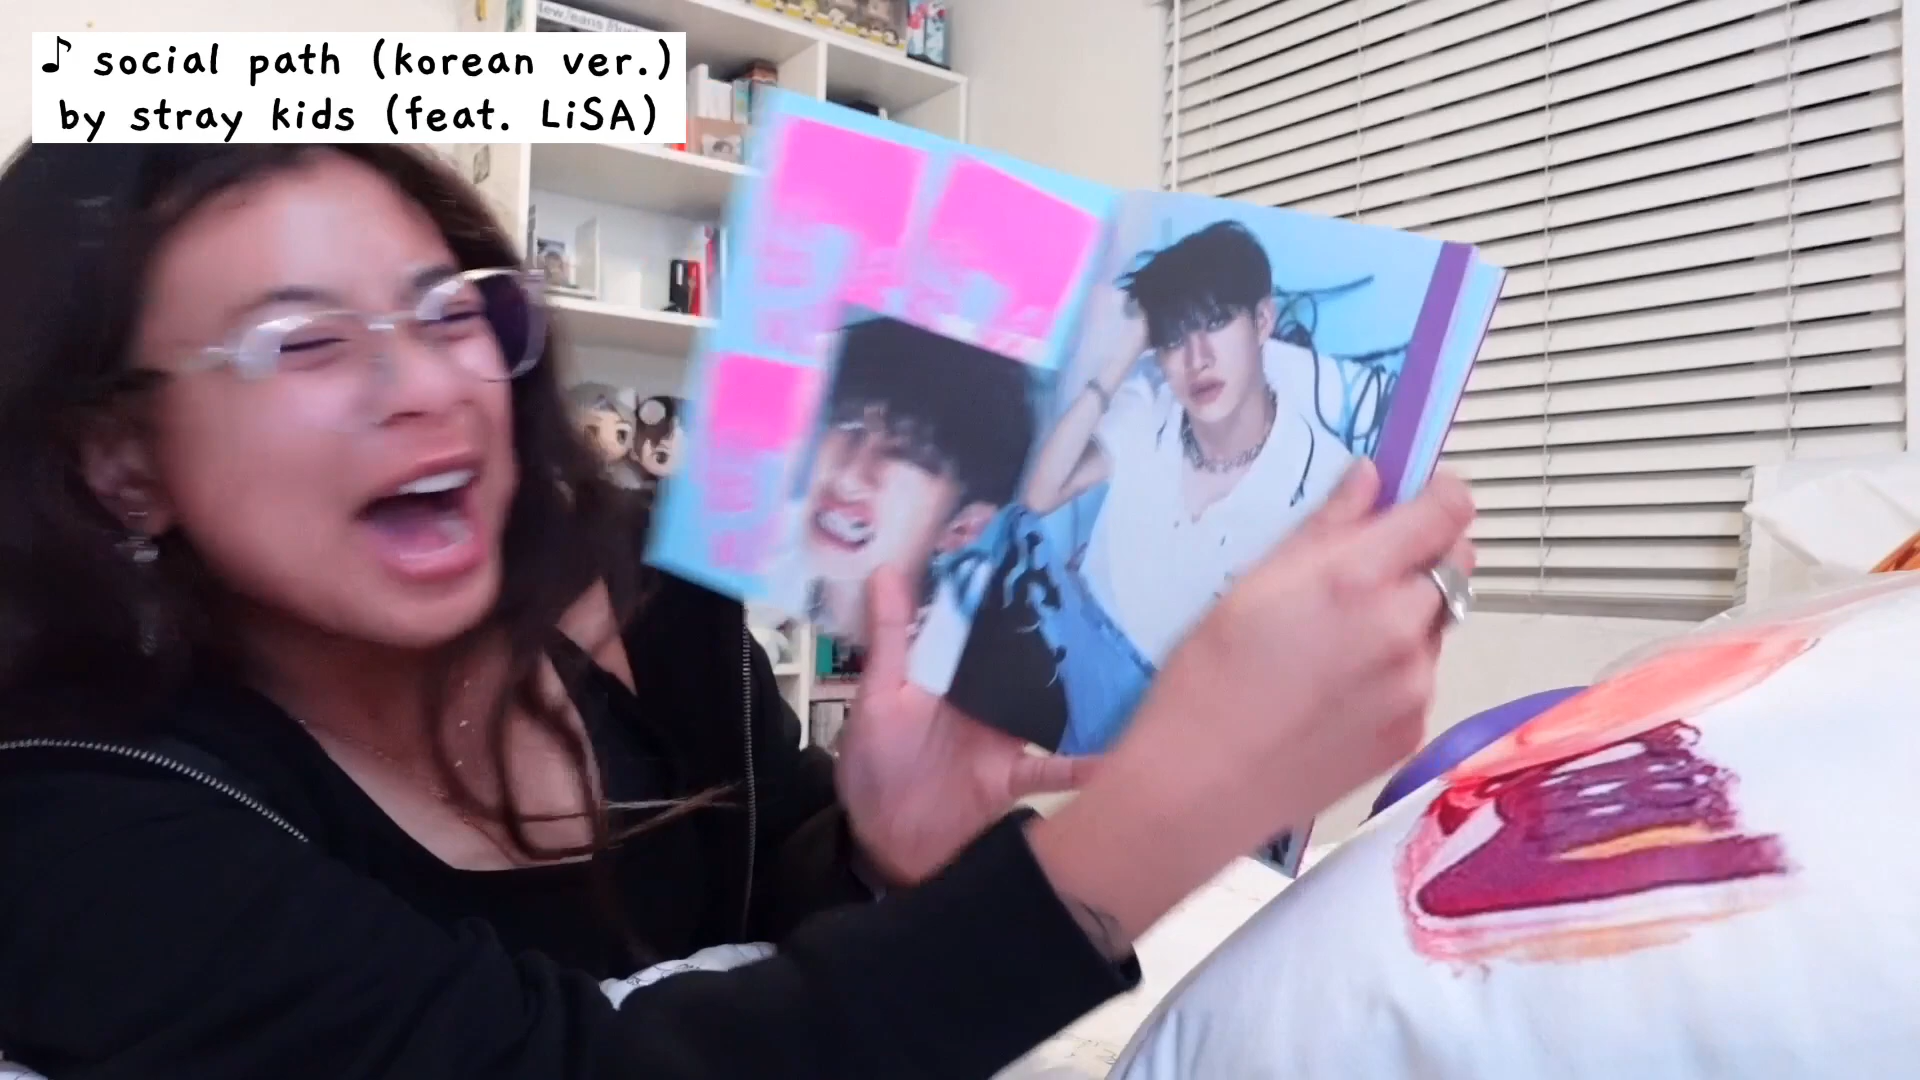 ♪ social path (korean ver.)
by stray kids (feat. LiSA)